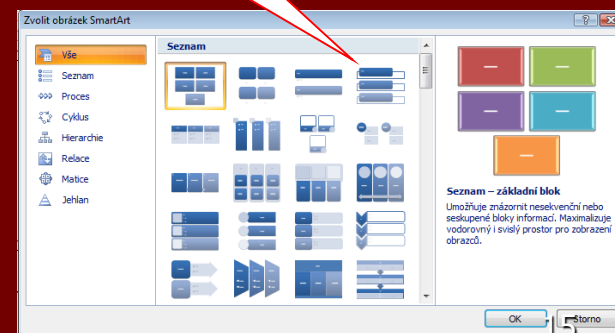 Zvolit obrázek SmartArt
Vše
Seznam
Proces
Cyklus
Hierarchie
Relace
Matice
Jehlan
Seznam
Seznam – základní blok
Umožňuje znázornit nesekvenční nebo
seskupené bloky informací. Maximalizuje
vodorovný i svislý prostor pro zobrazení
obrazců.
OK
Storno
15